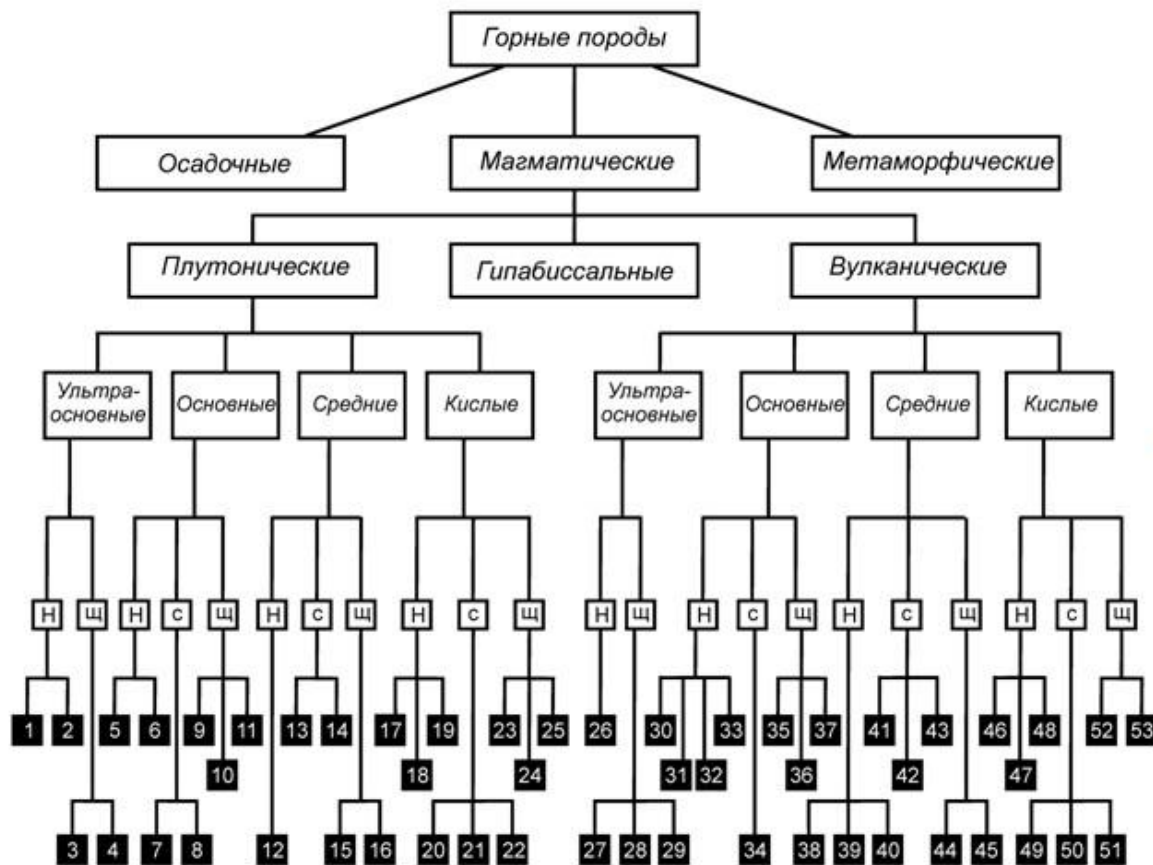 Горные породы
Осадочные
Магматические
Метаморфические
Плутонические
Гипабиссальные
Вулканические
Ультра-
основные
Основные
Средние
Кислые
Ультра-
основные
Основные
Средние
Кислые
Н Щ Н С Щ Н С Щ Н С Щ Н Щ Н С Щ Н С Щ Н С Щ
1 2 5 6 9 11 13 14 17 19 23 25 26 30 33 35 37 41 43 46 48 52 53
10 18 24 31 32 36 42 47
3 4 7 8 12 15 16 20 21 22 27 28 29 34 38 39 40 44 45 49 50 51